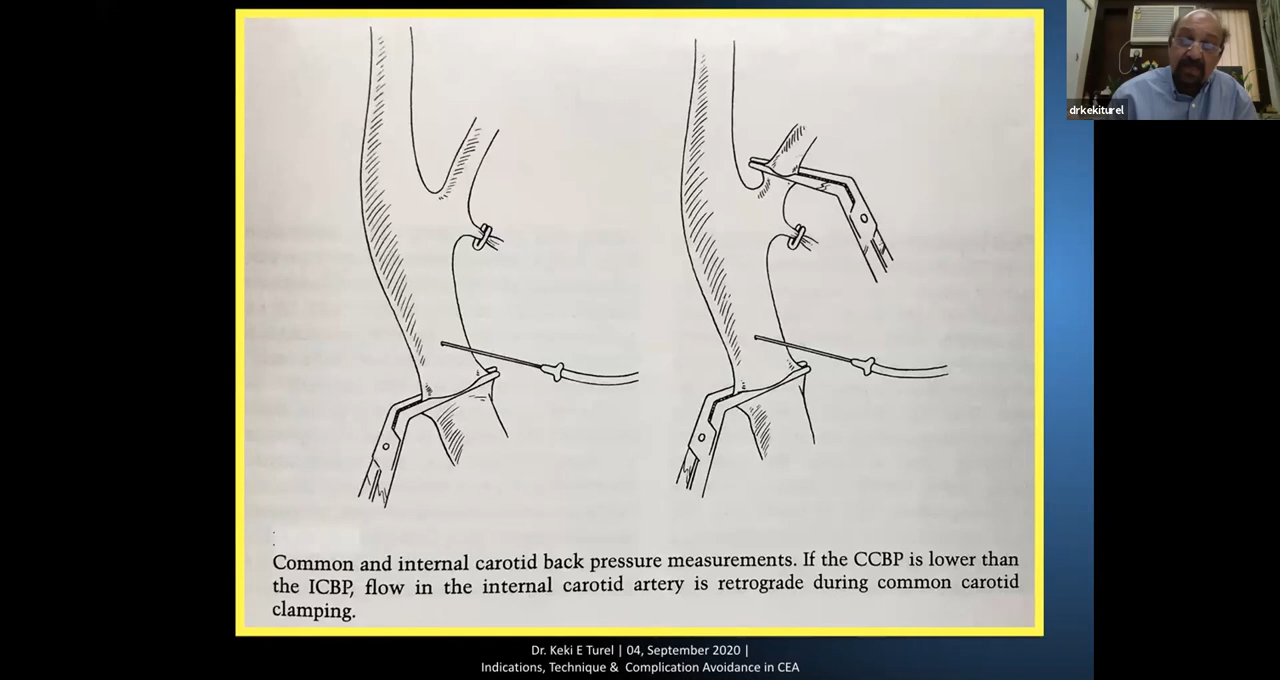 drkekiturel
:
Common and internal carotid back pressure measurements. If the CCBP is lower than
the ICBP, flow in the internal carotid artery is retrograde during common carotid
clamping.
Dr. Keki E Turel | 04, September 2020 |
Indications, Technique & Complication Avoidance in CEA